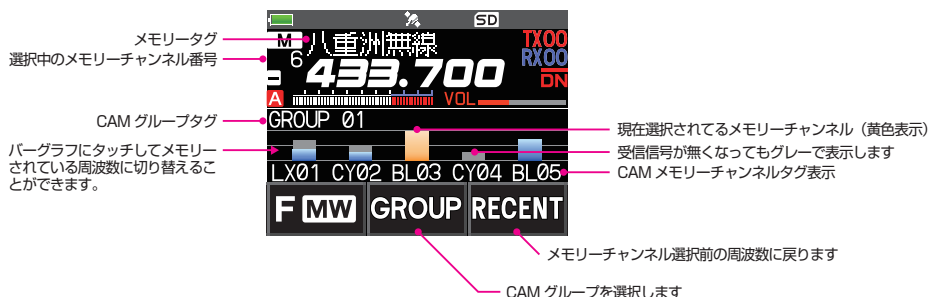 メモリータグ
選択中のメモリーチャンネル番号
CAM グループタグ
バーグラフにタッチしてメモリー
されている周波数に切り替えるこ
とができます。
SD
M
八重洲無線
TX00
6
433.700
RX00
DN
A
VOL
GROUP 01
LX01 CY02 BL03 CY04 BL05
F MW
GROUP
RECENT
現在選択されてるメモリーチャンネル（黄色表示）
受信信号が無くなってもグレーで表示します
CAM メモリーチャンネルタグ表示
メモリーチャンネル選択前の周波数に戻ります
CAM グループを選択します